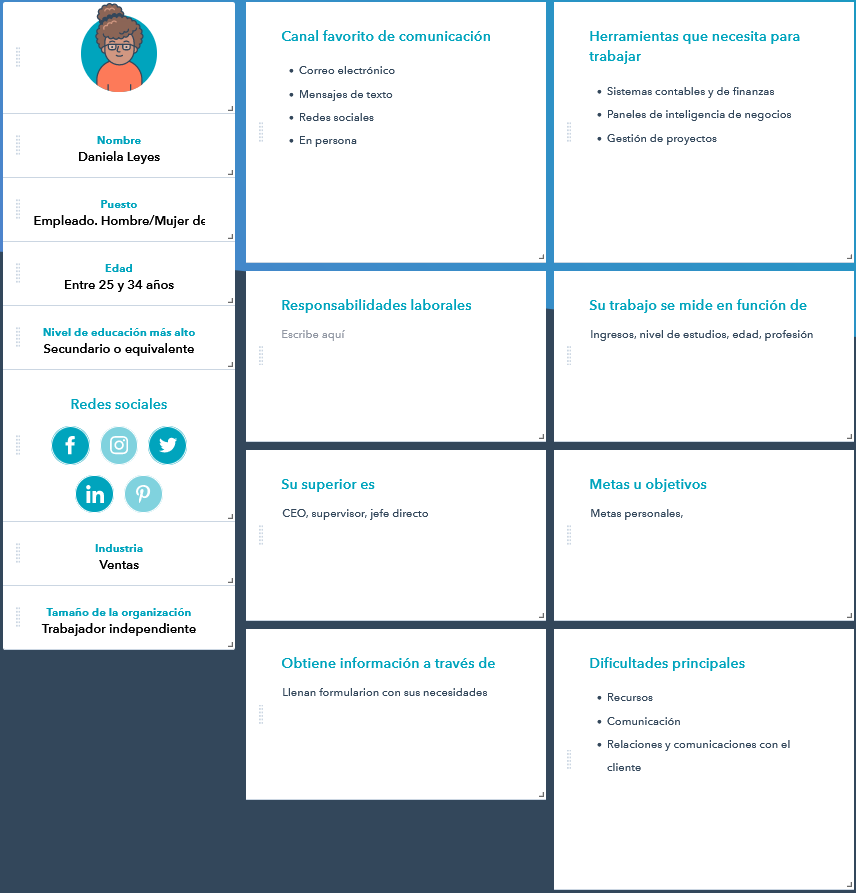 Nombre
Daniela Leyes
Puesto
Empleado. Hombre/Mujer de
Edad
Entre 25 y 34 años
Nivel de educación más alto
Secundario o equivalente
Redes sociales
Industria
Ventas
Tamaño de la organización
Trabajador independiente
Canal favorito de comunicación
• Correo electrónico
• Mensajes de texto
• Redes sociales
• En persona
Herramientas que necesita para
trabajar
• Sistemas contables y de finanzas
• Paneles de inteligencia de negocios
• Gestión de proyectos
Responsabilidades laborales
Escribe aquí
Su trabajo se mide en función de
Ingresos, nivel de estudios, edad, profesión
Su superior es
CEO, supervisor, jefe directo
Metas u objetivos
Metas personales,
Obtiene información a través de
Llenan formularion con sus necesidades
Dificultades principales
• Recursos
• Comunicación
• Relaciones y comunicaciones con el
cliente